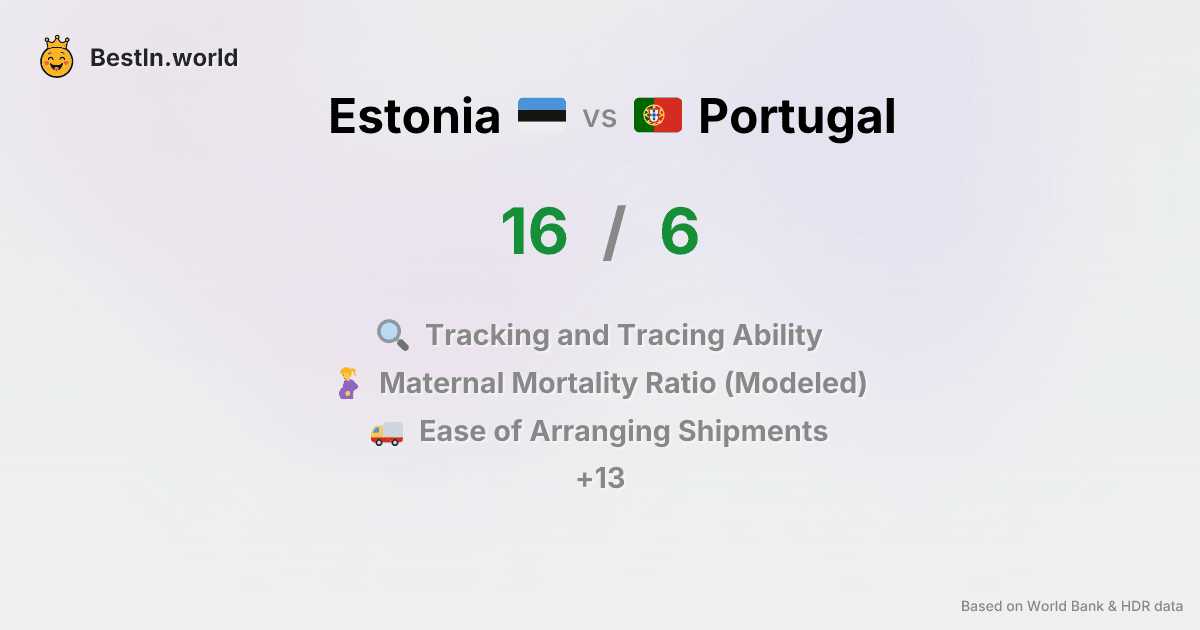 BestIn.world
Estonia vs Portugal
16 / 6
Tracking and Tracing Ability
Maternal Mortality Ratio (Modeled)
Ease of Arranging Shipments
+13
Based on World Bank & HDR data